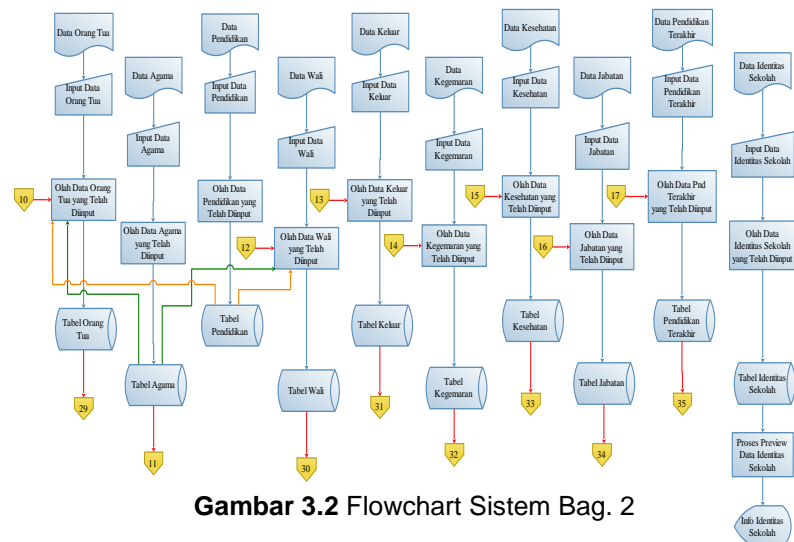 Data Orang Tua
Input Data
Orang Tua
10
Olah Data Orang
Tua yang Telah
Diinput
Tabel Orang
Tua
29
Data Agama
Input Data
Agama
Olah Data Agama
yang Telah
Diinput
Tabel Agama
11
Data
Pendidikan
Input Data
Pendidikan
Olah Data
Pendidikan yang
Telah Diinput
Tabel
Pendidikan
Data Wali
Input Data
Wali
12
Olah Data Wali
yang Telah
Diinput
Tabel Wali
30
Data Keluar
Input Data
Keluar
13
Olah Data Keluar
yang Telah
Diinput
Tabel Keluar
31
Data
Kegemaran
Input Data
Kegemaran
14
Olah Data
Kegemaran yang
Telah Diinput
Tabel
Kegemaran
32
Data Kesehatan
Input Data
Kesehatan
15
Olah Data
Kesehatan yang
Telah Diinput
Tabel
Kesehatan
33
Data Jabatan
Input Data
Jabatan
16
Olah Data
Jabatan yang
Telah Diinput
Tabel Jabatan
34
Data Pendidikan
Terakhir
Input Data
Pendidikan
Terakhir
17
Olah Data Pnd
Terakhir
yang Telah Diinput
Tabel
Pendidikan
Terakhir
35
Data Identitas
Sekolah
Input Data
Identitas Sekolah
Olah Data
Identitas Sekolah
yang Telah Diinput
Tabel Identitas
Sekolah
Proses Preview
Data Identitas
Sekolah
Info Identitas
Sekolah
Gambar 3.2 Flowchart Sistem Bag. 2